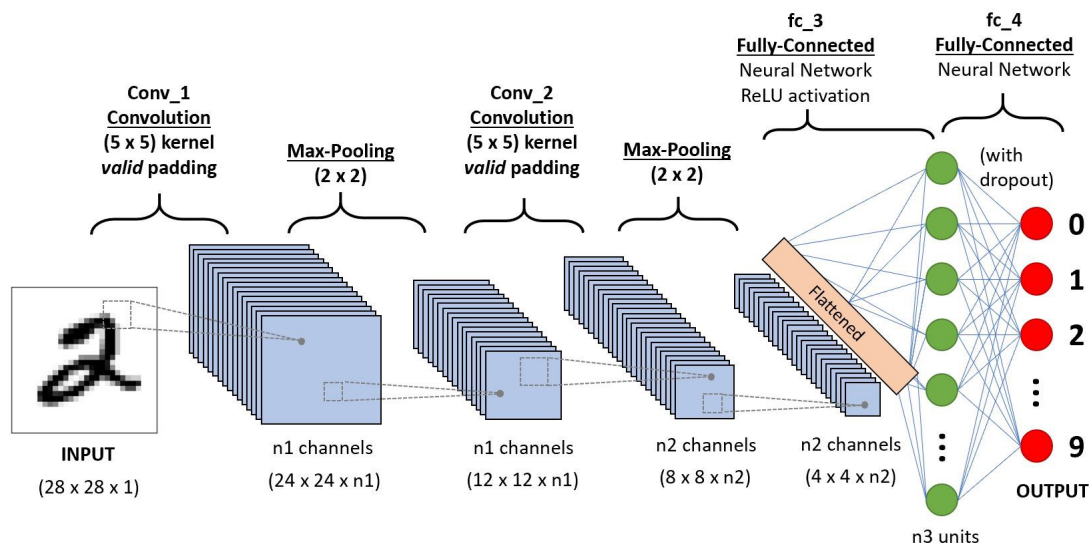 fc_3
Fully-Connected
Neural Network
ReLU activation
fc_4
Fully-Connected
Neural Network
Conv_1
Convolution
(5 x 5) kernel
valid padding
Max-Pooling
(2 x 2)
Conv_2
Convolution
(5 x 5) kernel
valid padding
Max-Pooling
(2 x 2)
(with
dropout)
Flattened
0
1
2
9
INPUT
(28 x 28 x 1)
n1 channels
(24 x 24 x n1)
n1 channels
(12 x 12 x n1)
n2 channels
(8 x 8 x n2)
n2 channels
(4 x 4 x n2)
OUTPUT
n3 units